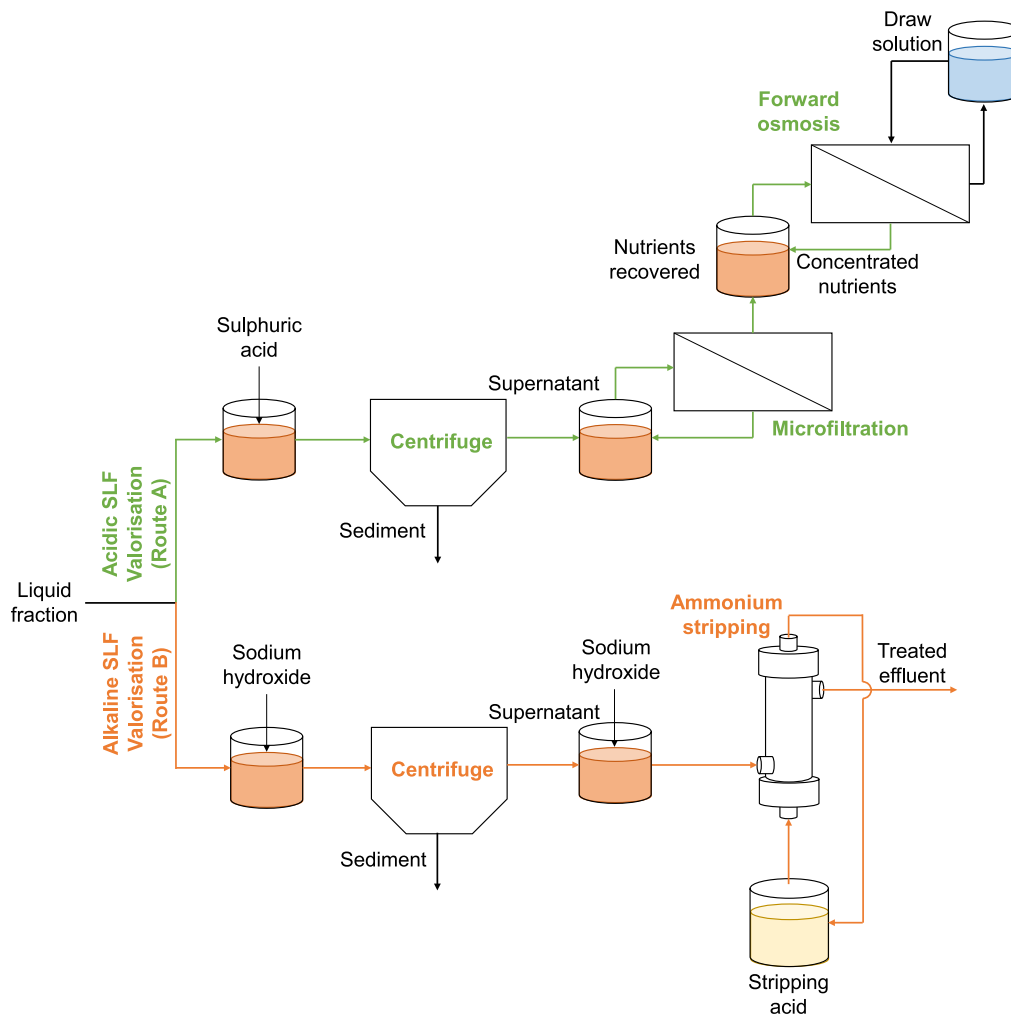 Draw
solution
Forward
osmosis
Nutrients
recovered
Concentrated
nutrients
Sulphuric
acid
Supernatant
Centrifuge
Microfiltration
Sediment
Acidic SLF
Valorisation
(Route A)
Liquid
fraction
Alkaline SLF
Valorisation
(Route B)
Sodium
hydroxide
Supernatant
Sodium
hydroxide
Ammonium
stripping
Treated
effluent
Centrifuge
Sediment
Stripping
acid